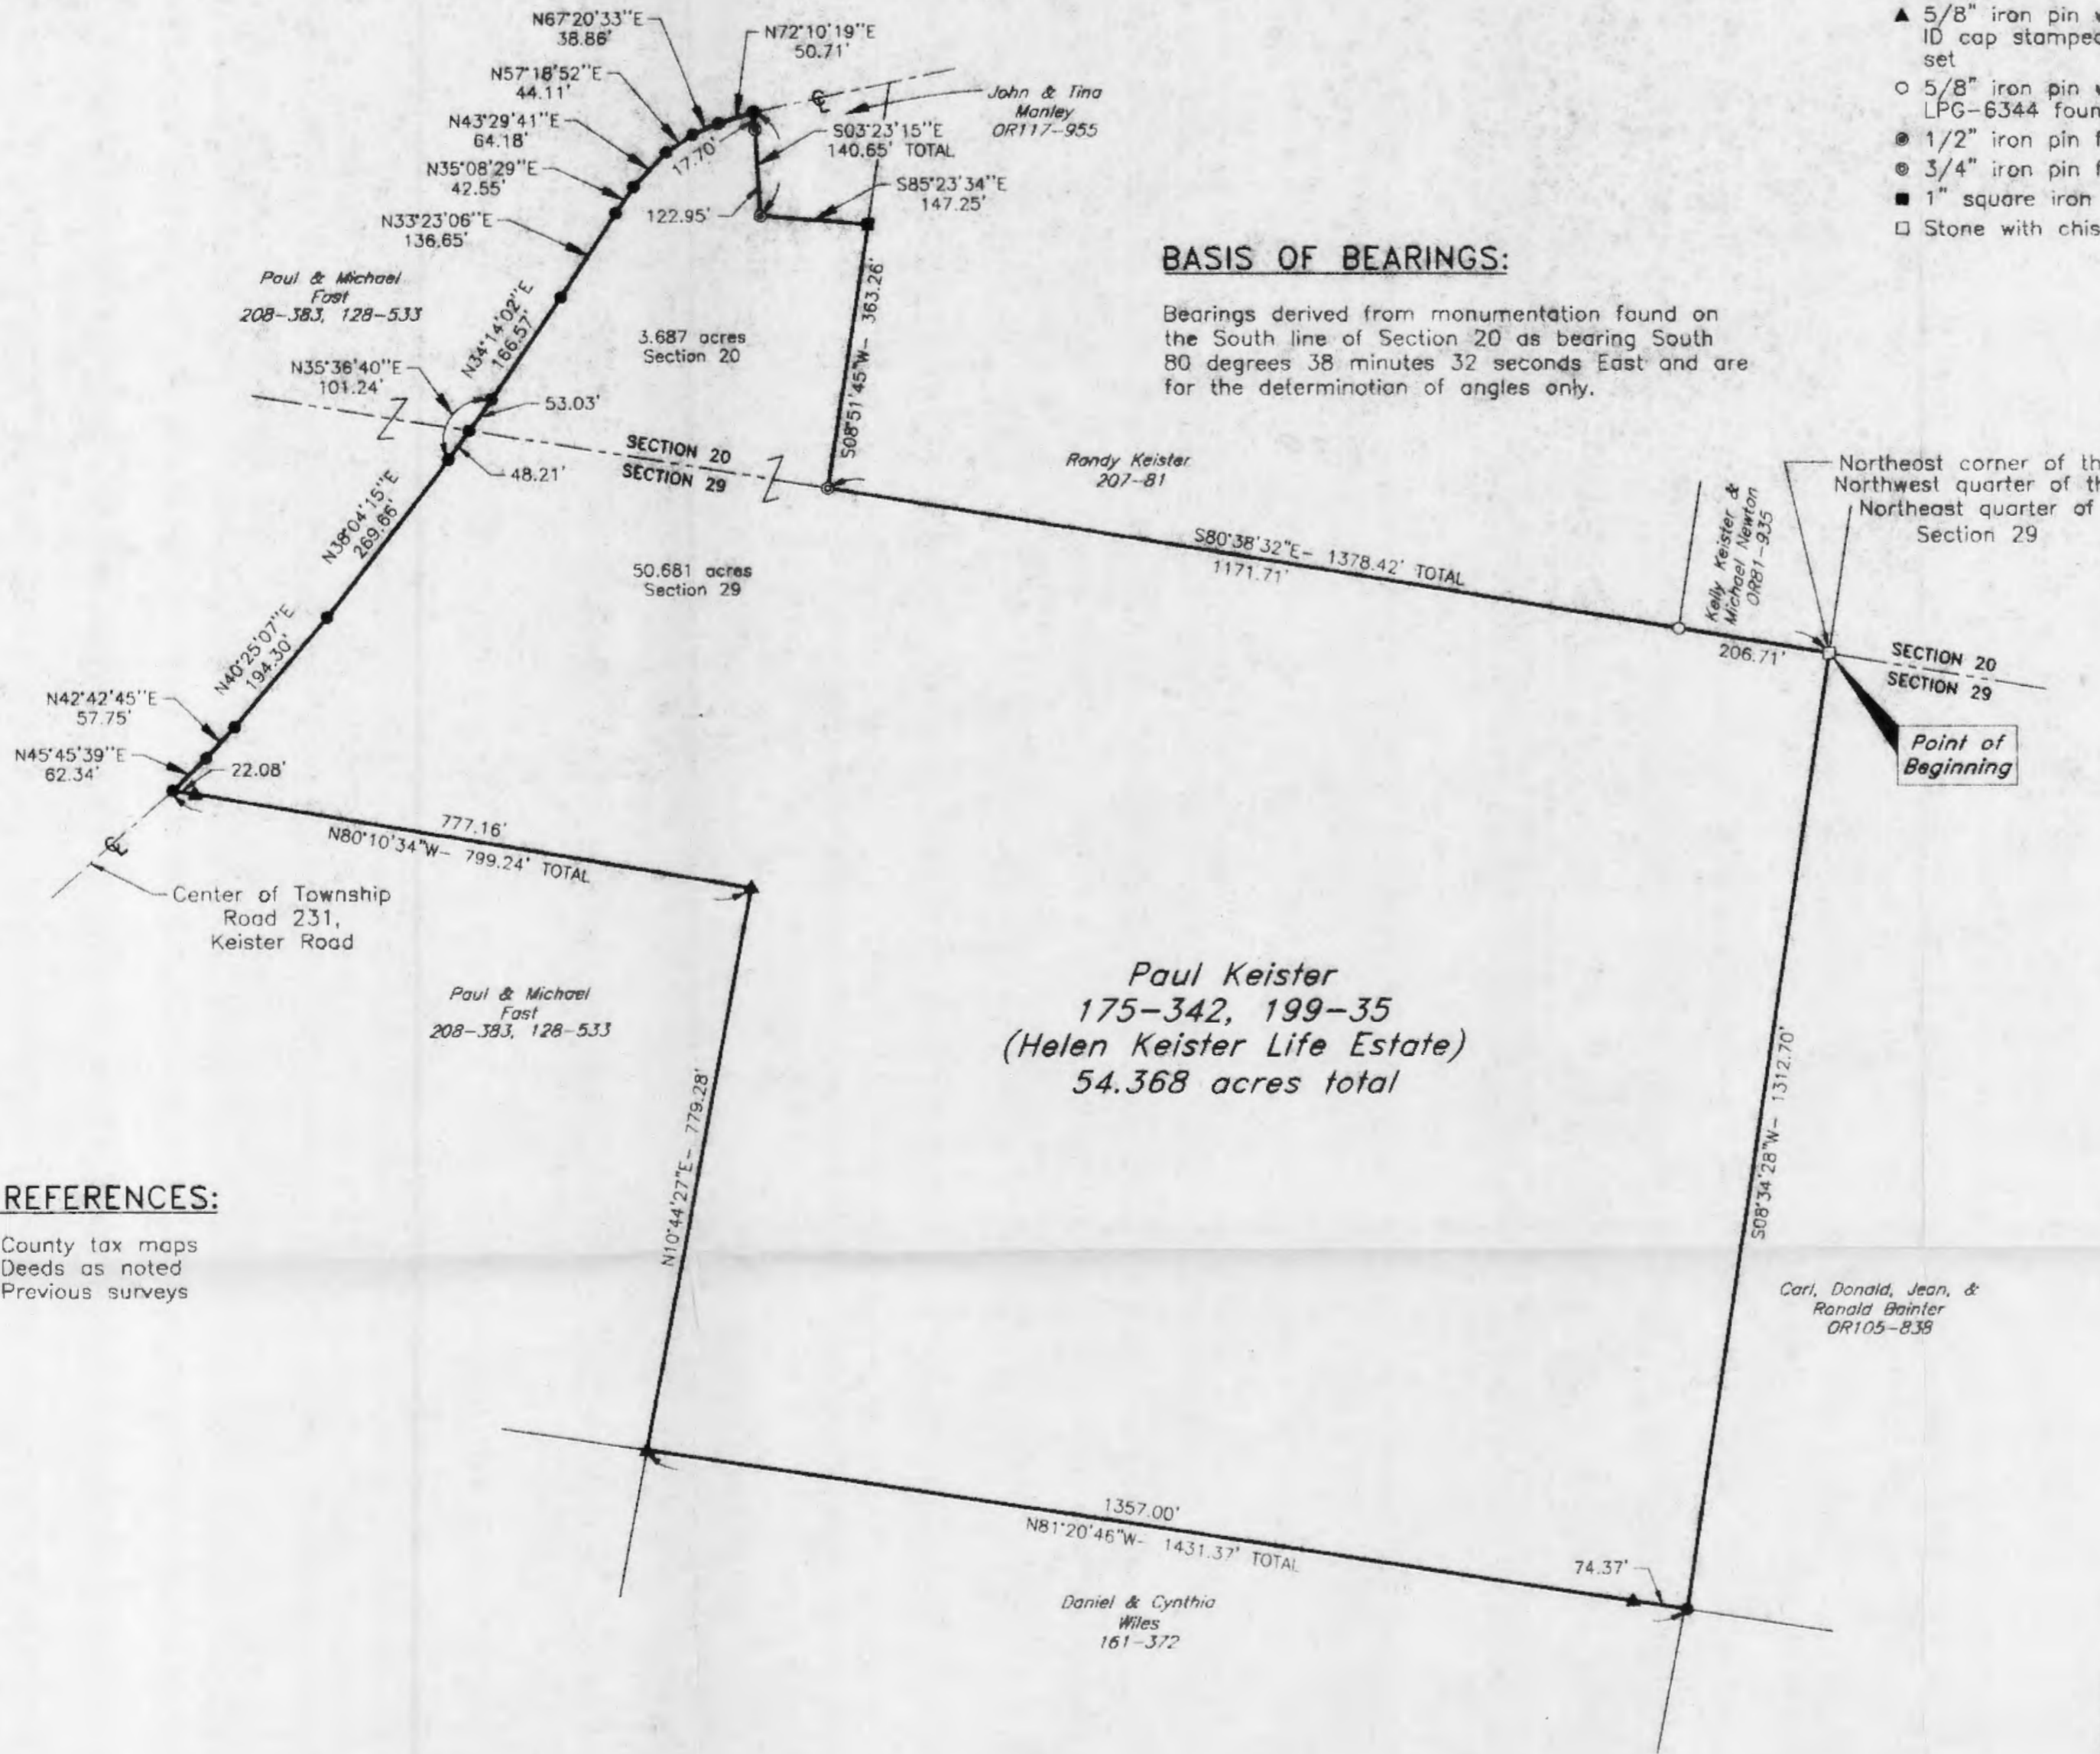 N67°20'33"E
38.86'
N72°10'19"E
50.71'
N57°18'52"E
44.11'
N43°29'41"E
64.18'
N35°08'29"E
42.55'
N33°23'06"E
136.65'
17.70'
John & Tina
Manley
OR117-955
S03°23'15"E
140.65' TOTAL
S85°23'34"E
147.25'
122.95'
▲ 5/8" iron pin
ID cap stamped
set
○ 5/8" iron pin
LPG-6344
1/2" iron pin
3/4" iron pin
■ 1" square iron
□ Stone with
Paul & Michael
Fast
208-383, 128-533
N34°14'02"E
166.57'
N35°36'40"E
101.24'
53.03'
48.21'
3.687 acres
Section 20
S08°51'45"W- 363.26'
BASIS OF BEARINGS:
Bearings derived from monumentation found on
the South line of Section 20 as bearing South
80 degrees 38 minutes 32 seconds East and are
for the determination of angles only.
SECTION 20
SECTION 29
Randy Keister
207-81
N38°04'15"E
269.66'
50.681 acres
Section 29
S80°38'32"E- 1378.42' TOTAL
1171.71'
Kelly Keister &
Michael Newton
OR81-935
Northeast corner of
Northwest quarter of
Northeast quarter of
Section 29
206.71'
SECTION 20
SECTION 29
Point of
Beginning
N40°25'07"E
194.30'
N42°42'45"E
57.75'
N45°45'39"E
62.34'
22.08'
777.16'
N80°10'34"W- 799.24' TOTAL
CL
Center of Township
Road 231,
Keister Road
Paul & Michael
Fast
208-383, 128-533
Paul Keister
175-342, 199-35
(Helen Keister Life Estate)
54.368 acres total
N10°44'27"E- 779.28'
S08°34'28"W- 1312.70'
REFERENCES:
County tax maps
Deeds as noted
Previous surveys
Carl, Donald, Jean, &
Ronald Bainter
OR105-838
1357.00'
N81°20'46"W- 1431.37' TOTAL
74.37'
Daniel & Cynthia
Wiles
161-372